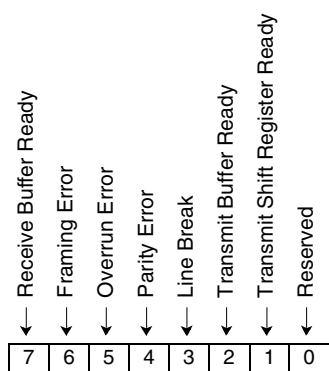 Receive Buffer Ready
Framing Error
Overrun Error
Parity Error
Line Break
Transmit Buffer Ready
Transmit Shift Register Ready
Reserved
7 6 5 4 3 2 1 0